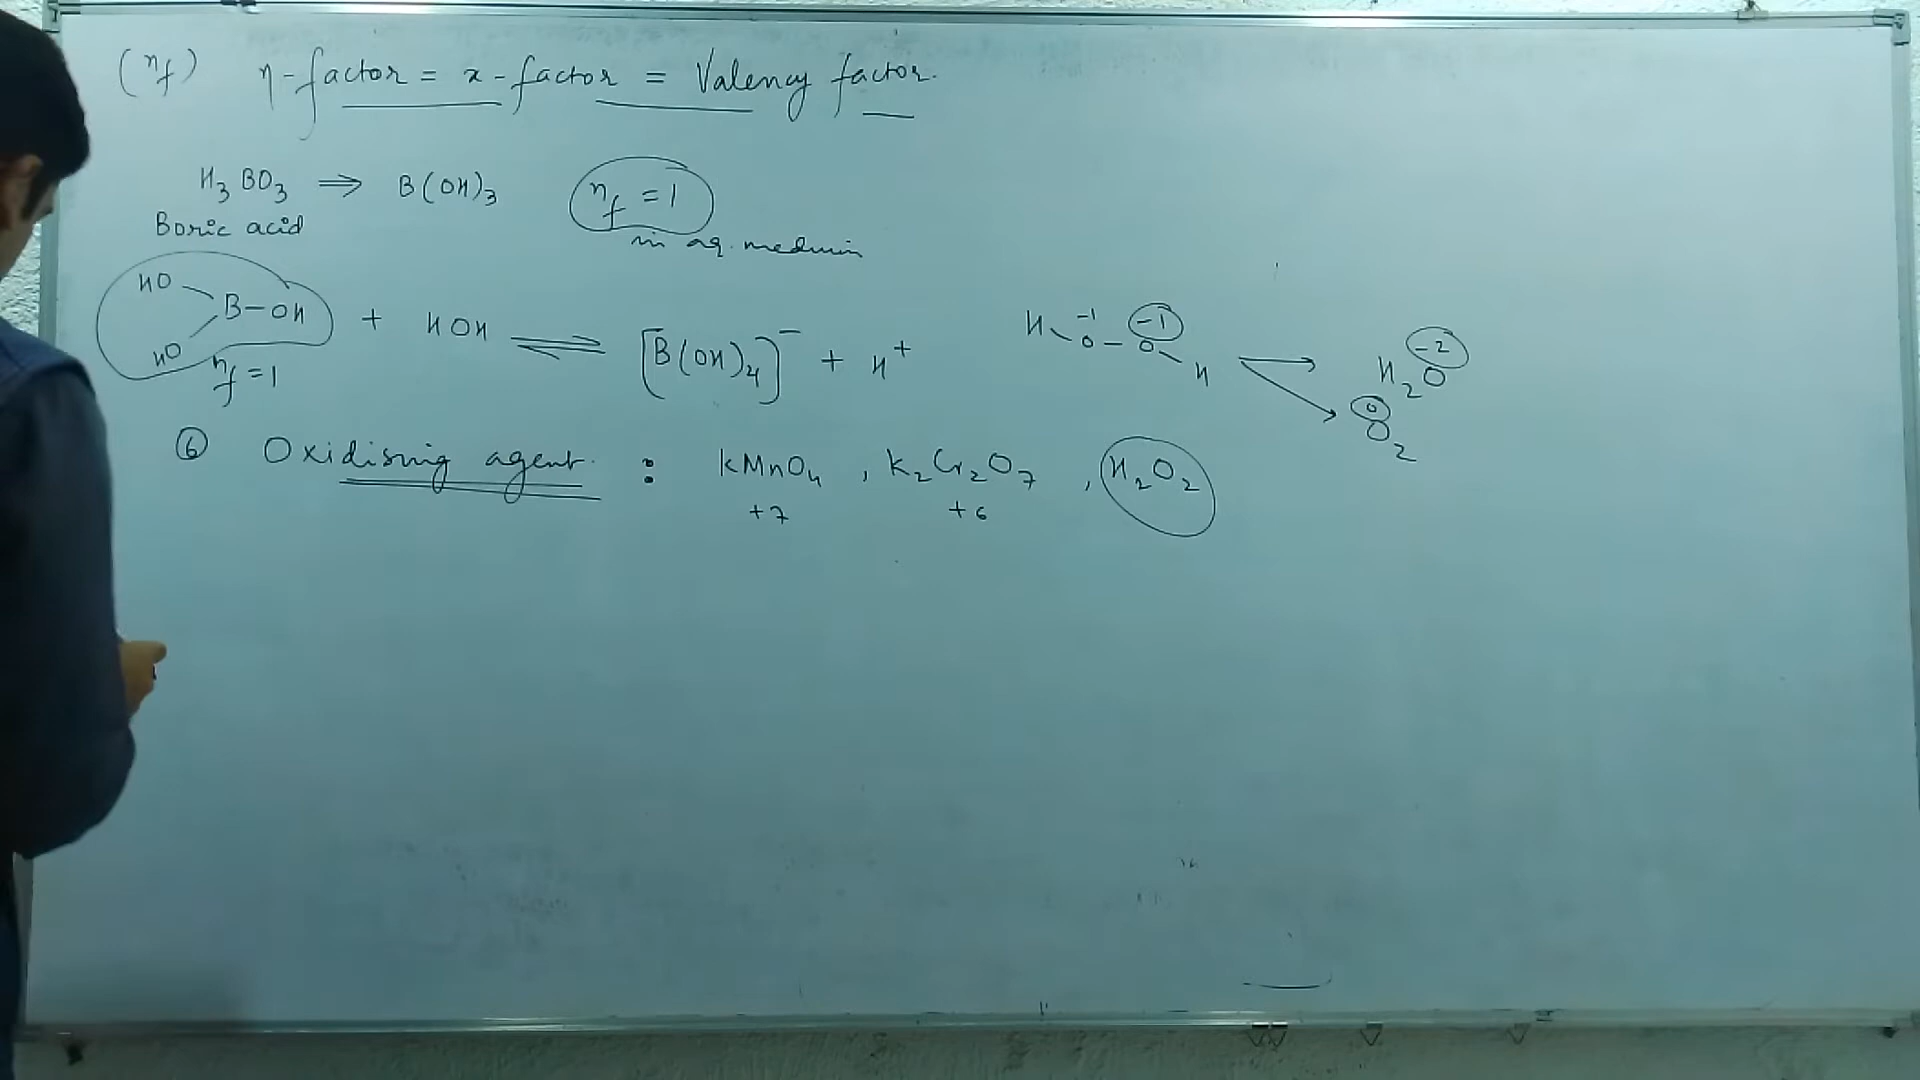 (nf) η-factor = x-factor = Valency factor.
H₃BO₃ ⇒ B(OH)₃ nf = 1
Boric acid in aq. medium
HO
B-OH + HOH ⇌ [B(OH)₄]⁻ + H⁺
HO
nf = 1
H -1 -1
O-O → H₂O -2
H
0
O₂
⑥ Oxidising agent : KMnO₄, K₂Cr₂O₇, H₂O₂
+7 +6